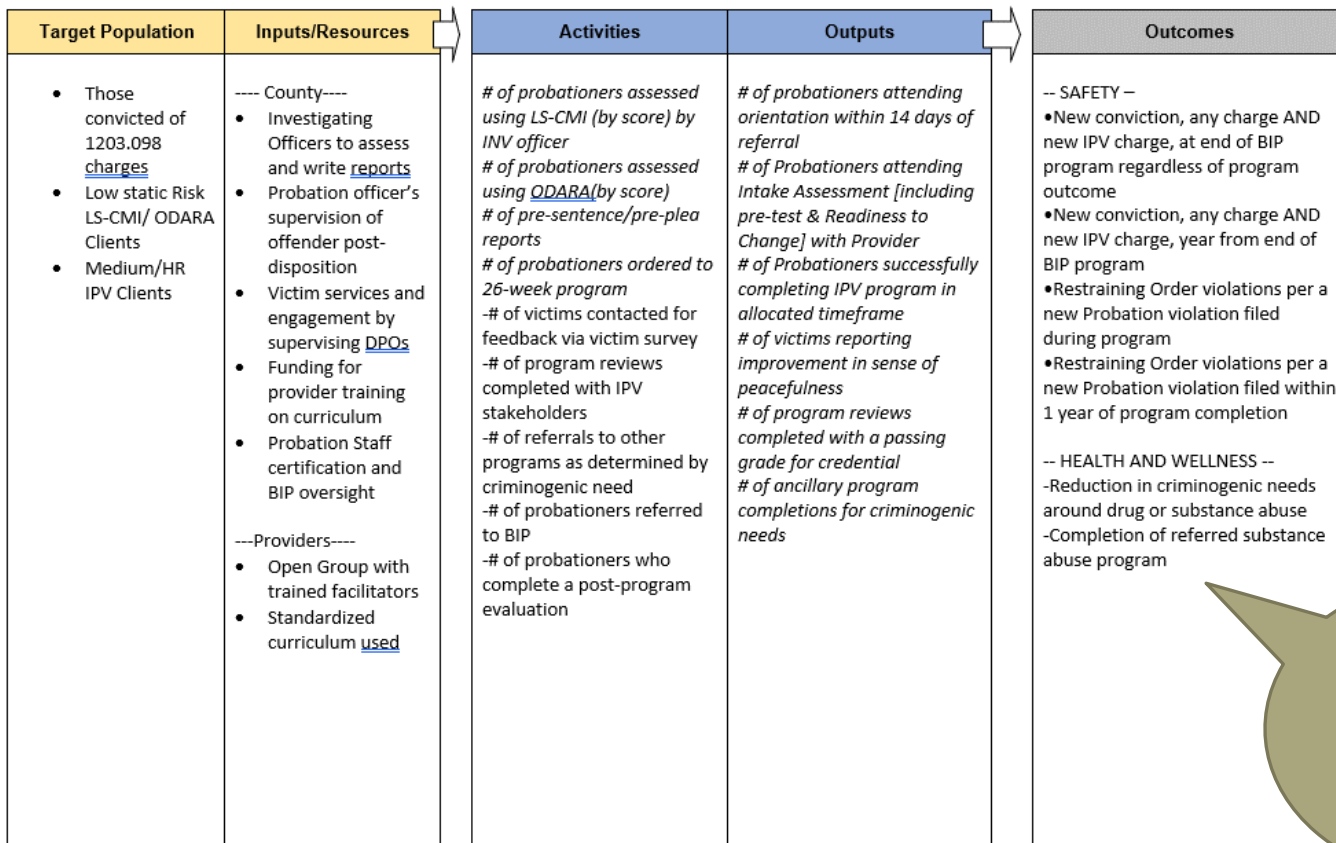 Target Population
Inputs/Resources
Activities
Outputs
Outcomes
• Those
convicted of
1203.098
charges
• Low static Risk
LS-CMI/ ODARA
Clients
• Medium/HR
IPV Clients
---- County----
• Investigating
Officers to assess
and write reports
• Probation officer’s
supervision of
offender post-
disposition
• Victim services and
engagement by
supervising DPOs
• Funding for
provider training
on curriculum
• Probation Staff
certification and
BIP oversight
---Providers----
• Open Group with
trained facilitators
• Standardized
curriculum used
# of probationers assessed
using LS-CMI (by score) by
INV officer
# of probationers assessed
using ODARA(by score)
# of pre-sentence/pre-plea
reports
# of probationers ordered to
26-week program
-# of victims contacted for
feedback via victim survey
-# of program reviews
completed with IPV
stakeholders
-# of referrals to other
programs as determined by
criminogenic need
-# of probationers referred
to BIP
-# of probationers who
complete a post-program
evaluation
# of probationers attending
orientation within 14 days of
referral
# of Probationers attending
Intake Assessment [including
pre-test & Readiness to
Change] with Provider
# of Probationers successfully
completing IPV program in
allocated timeframe
# of victims reporting
improvement in sense of
peacefulness
# of program reviews
completed with a passing
grade for credential
# of ancillary program
completions for criminogenic
needs
-- SAFETY –
•New conviction, any charge AND
new IPV charge, at end of BIP
program regardless of program
outcome
•New conviction, any charge AND
new IPV charge, year from end of
BIP program
•Restraining Order violations per a
new Probation violation filed
during program
•Restraining Order violations per a
new Probation violation filed within
1 year of program completion
-- HEALTH AND WELLNESS --
-Reduction in criminogenic needs
around drug or substance abuse
-Completion of referred substance
abuse program